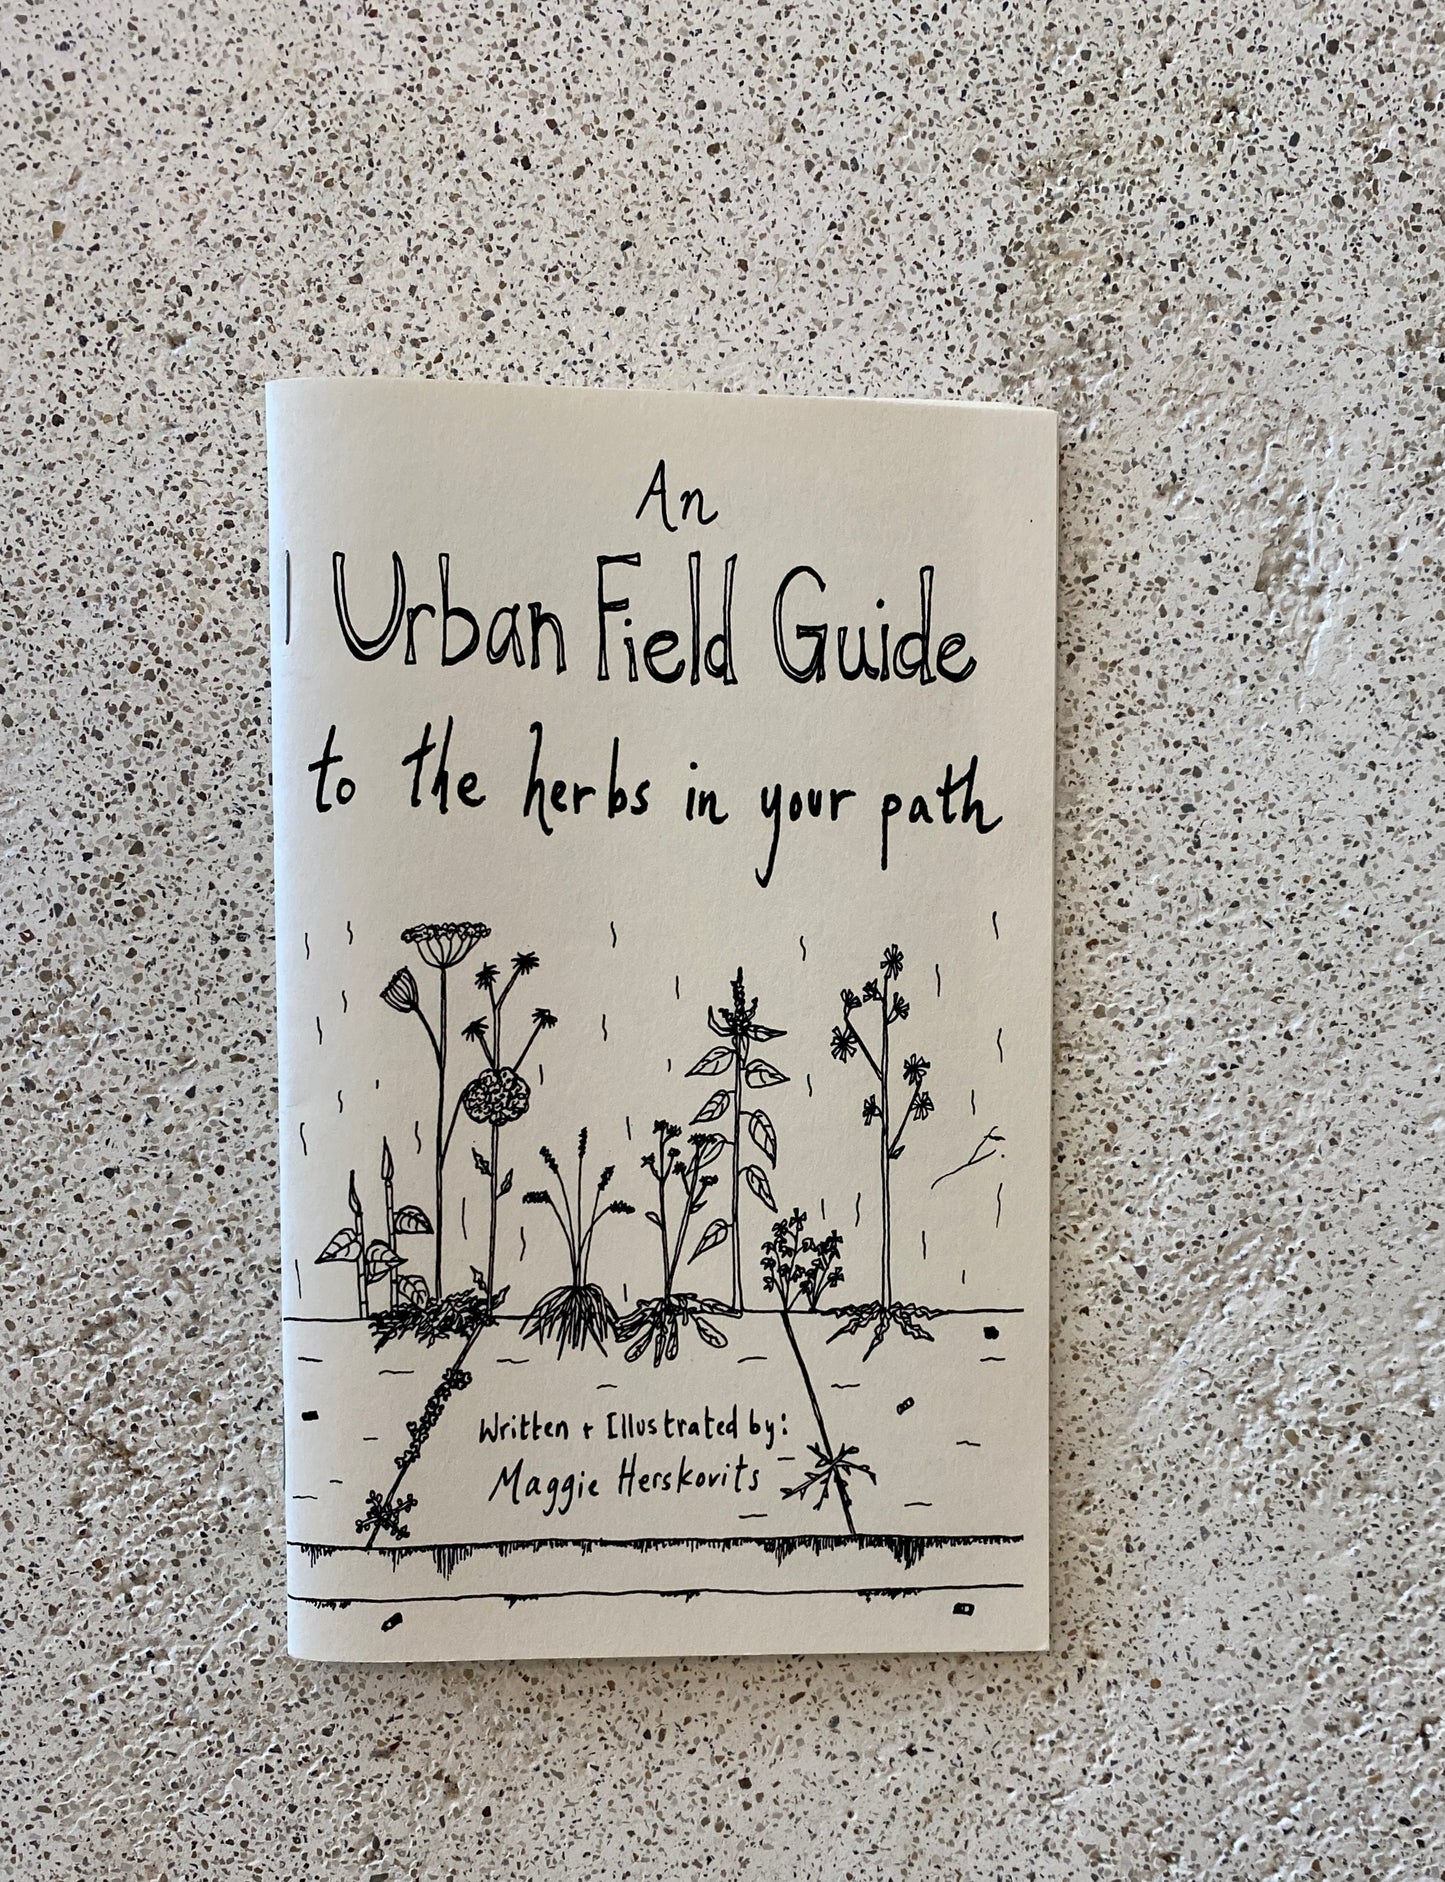 An
Urban Field Guide
to the herbs in your path
Written + Illustrated by:
Maggie Herskovits